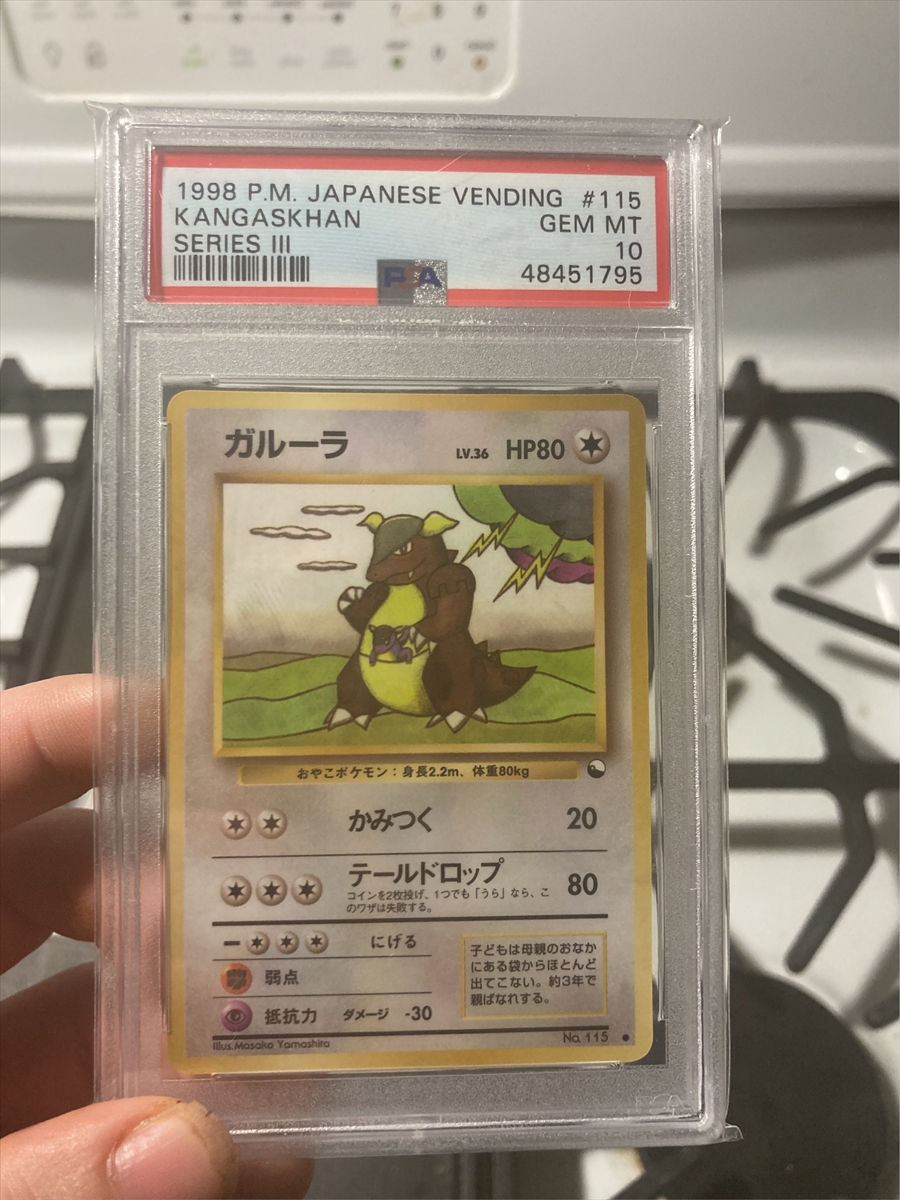 1998 P.M. JAPANESE VENDING #115
KANGASKHAN GEM MT
SERIES III 10
PSA 48451795
ガルーラ LV.36 HP80
おやこポケモン：身長2.2m、体重80kg
かみつく 20
テールドロップ 80
コインを2枚投げ、1つでも「うら」なら、こ
のワザは失敗する。
にげる
弱点
抵抗力 ダメージ -30
子どもは母親のおなか
にある袋からほとんど
出てこない。約3年で
親ばなれする。
Illus.Masako Yamashita No. 115
PSA